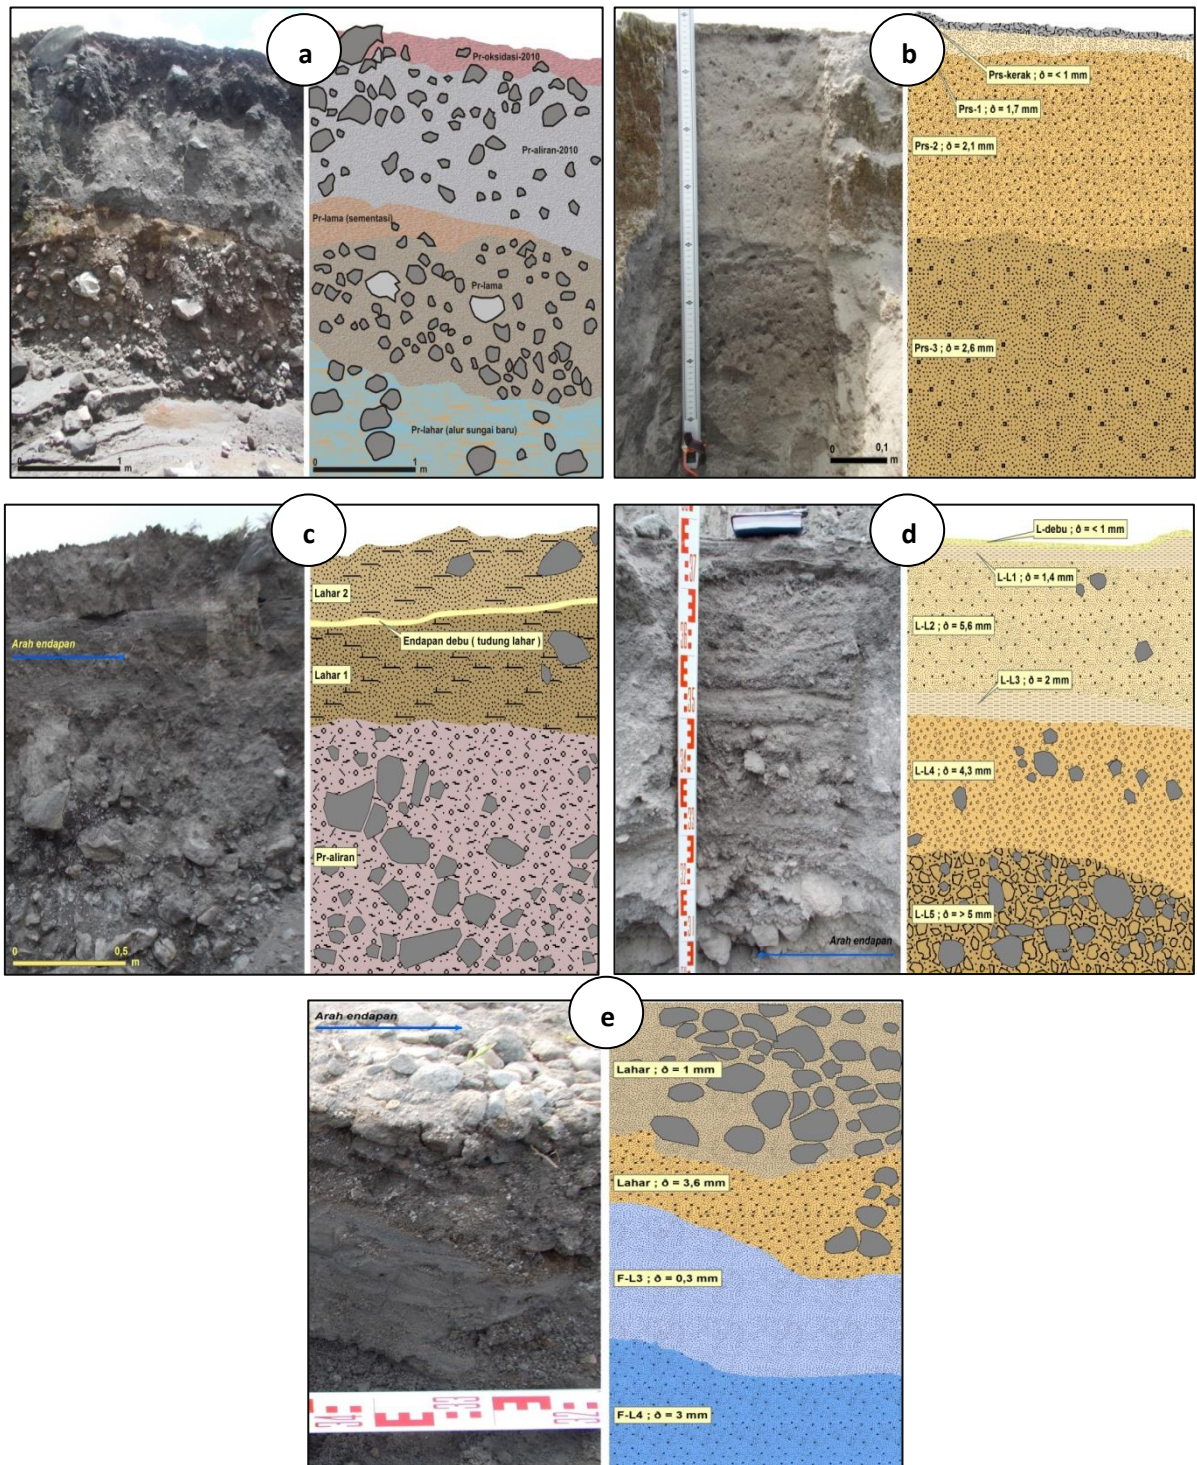 a
Pr-oksidasi-2010
Pr-aliran-2010
Pr-lama (sementasi)
Pr-lama
Pr-lahar (alur sungai baru)
0 1
m
0 1
m
b
Prs-kerak ; ð = < 1 mm
Prs-1 ; ð = 1,7 mm
Prs-2 ; ð = 2,1 mm
Prs-3 ; ð = 2,6 mm
0 0,1
m
c
Arah endapan
Lahar 2
Endapan debu ( tudung lahar )
Lahar 1
Pr-aliran
0 0,5
m
d
L-debu ; ð = < 1 mm
L-L1 ; ð = 1,4 mm
L-L2 ; ð = 5,6 mm
L-L3 ; ð = 2 mm
L-L4 ; ð = 4,3 mm
L-L5 ; ð = > 5 mm
Arah endapan
e
Arah endapan
Lahar ; ð = 1 mm
Lahar ; ð = 3,6 mm
F-L3 ; ð = 0,3 mm
F-L4 ; ð = 3 mm
34 33 32